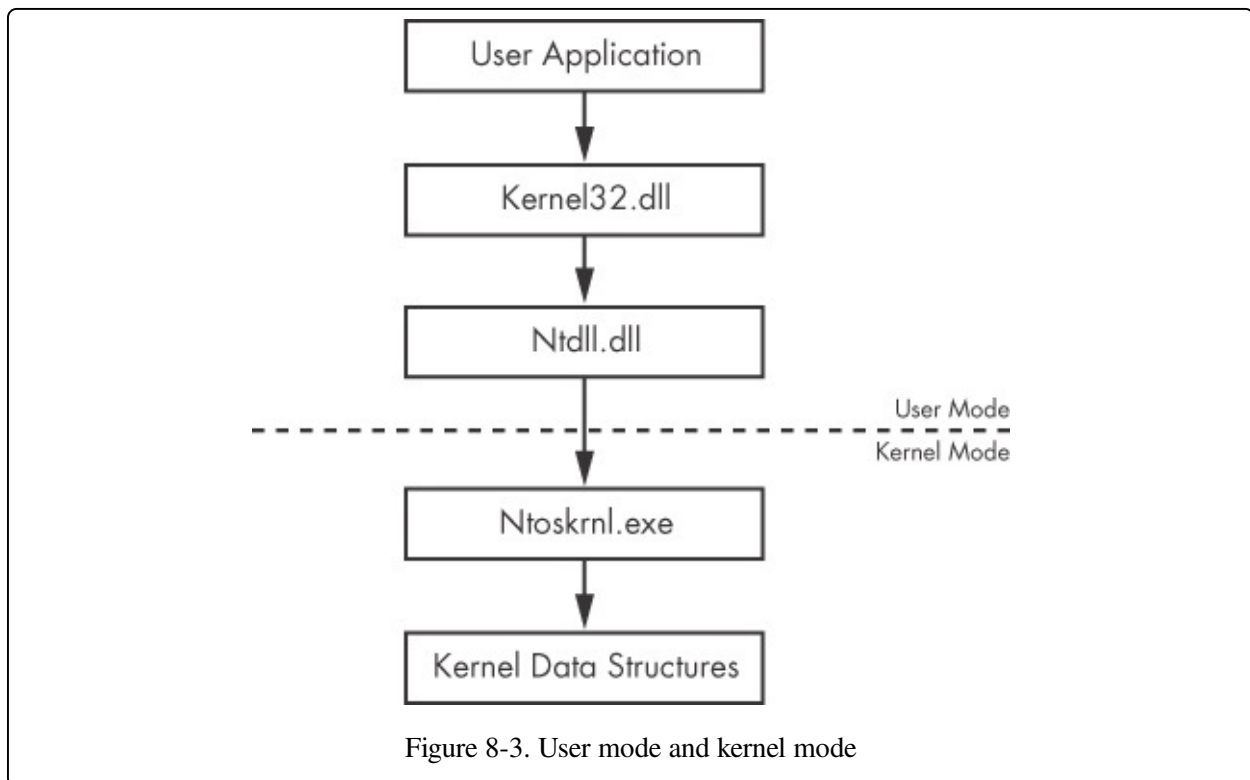 User Application
Kernel32.dll
Ntdll.dll
User Mode
Kernel Mode
Ntoskrnl.exe
Kernel Data Structures
Figure 8-3. User mode and kernel mode